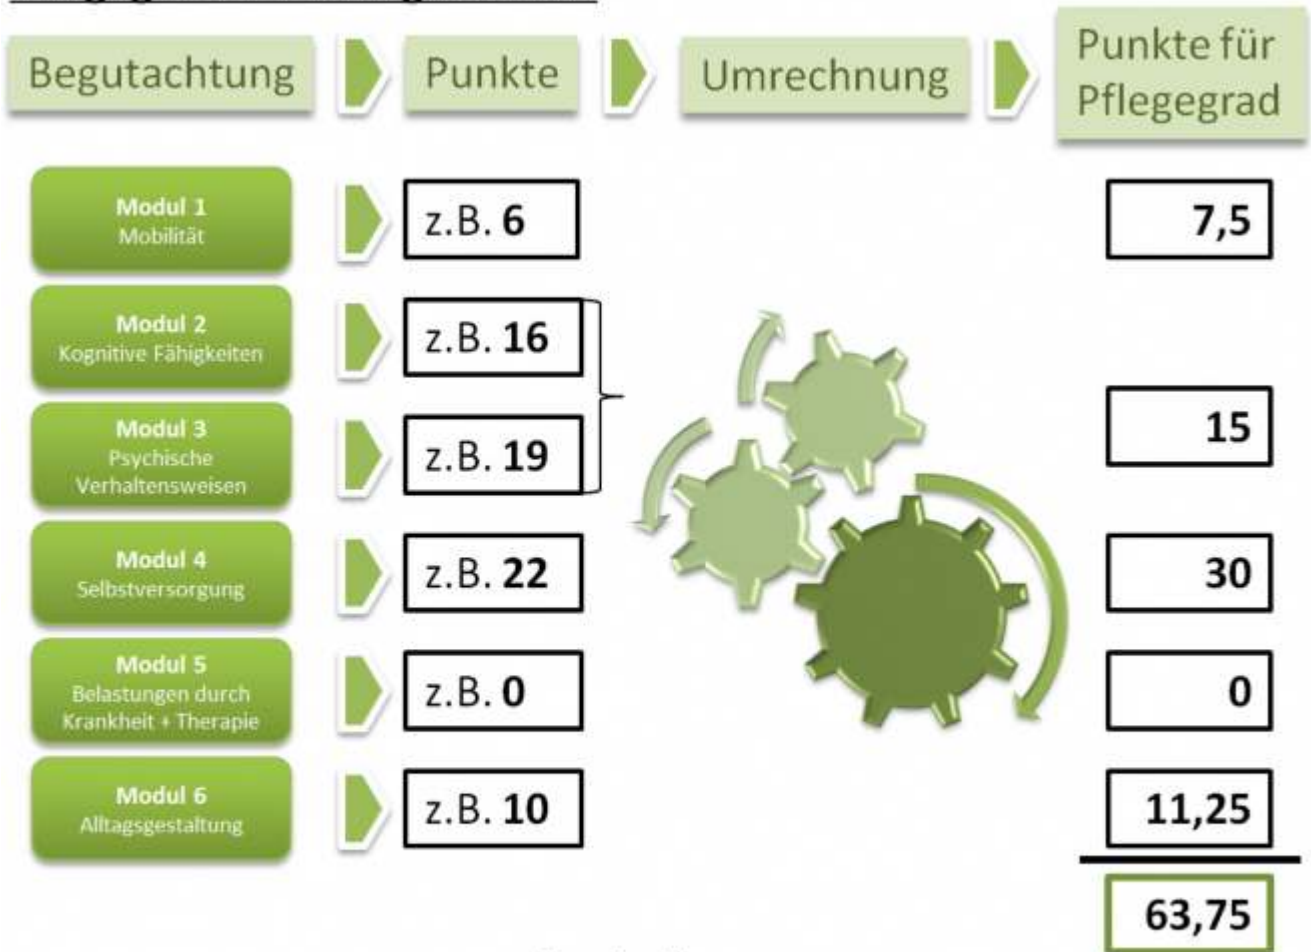 Begutachtung
Punkte
Umrechnung
Punkte für
Pflegegrad
Modul 1
Mobilität
z.B. 6
7,5
Modul 2
Kognitive Fähigkeiten
z.B. 16
Modul 3
Psychische
Verhaltensweisen
z.B. 19
15
Modul 4
Selbstversorgung
z.B. 22
30
Modul 5
Belastungen durch
Krankheit + Therapie
z.B. 0
0
Modul 6
Alltagsgestaltung
z.B. 10
11,25
63,75